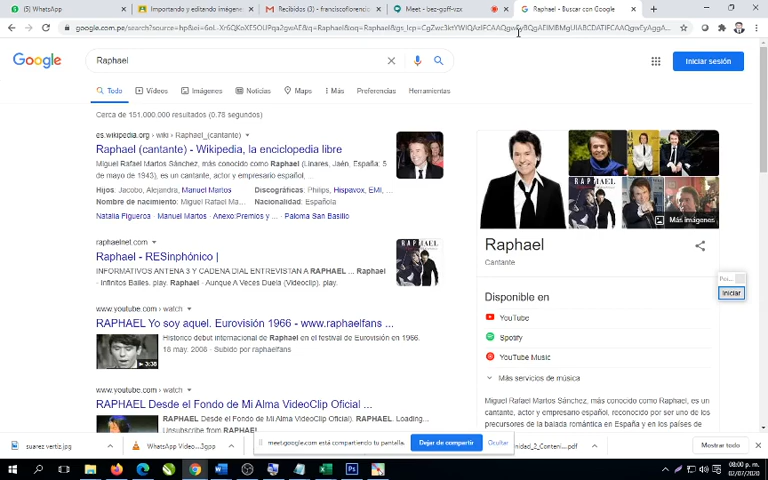 (5) WhatsApp
Importando y editando imágene
Recibidos (3) - franciscoflorenci
Meet - bez-goff-vzx
Raphael - Buscar con Google
Google
Raphael
Iniciar sesión
Todo
Vídeos
Imágenes
Noticias
Maps
Más
Preferencias
Herramientas
Cerca de 151.000.000 resultados (0.78 segundos)
es.wikipedia.org › wiki › Raphael_(cantante)
Raphael (cantante) - Wikipedia, la enciclopedia libre
Miguel Rafael Martos Sánchez, más conocido como Raphael (Linares, Jaén, España; 5
de mayo de 1943), es un cantante, actor y empresario español, ...
Hijos: Jacobo, Alejandra, Manuel Martos
Discográficas: Philips, Hispavox, EMI, ...
Nombre de nacimiento: Miguel Rafael Ma...
Nacionalidad: Española
Natalia Figueroa · Manuel Martos · Anexo:Premios y ... · Paloma San Basilio
raphaelnet.com
Raphael - RESinphónico |
INFORMATIVOS ANTENA 3 Y CADENA DIAL ENTREVISTAN A RAPHAEL ... Raphael
- Infinitos Bailes. play. Raphael - Aunque A Veces Duela (Videoclip). play.
www.youtube.com › watch
RAPHAEL Yo soy aquel. Eurovisión 1966 - www.raphaelfans ...
Historico debut internacional de Raphael en el festival de Eurovisión en 1966.
18 may. 2006 - Subido por raphaelfans
3:38
www.youtube.com › watch
RAPHAEL Desde el Fondo de Mi Alma VideoClip Oficial ...
RAPHAEL Desde el Fondo de Mi Alma VideoClip Oficial. RAPHAEL. Loading...
Unsubscribe from RAPHAEL
RAPHAEL
Más imágenes
Raphael
Cantante
Disponible en
YouTube
Spotify
YouTube Music
Más servicios de música
Miguel Rafael Martos Sánchez, más conocido como Raphael, es un
cantante, actor y empresario español, reconocido por ser uno de los
precursores de la balada romántica en España y en los países de
Iniciar
suarez vertiz.jpg
WhatsApp Video....3gpp
meet.google.com está compartiendo tu pantalla.
Dejar de compartir
Ocultar
Mostrar todo
08:00 p. m.
02/07/2020